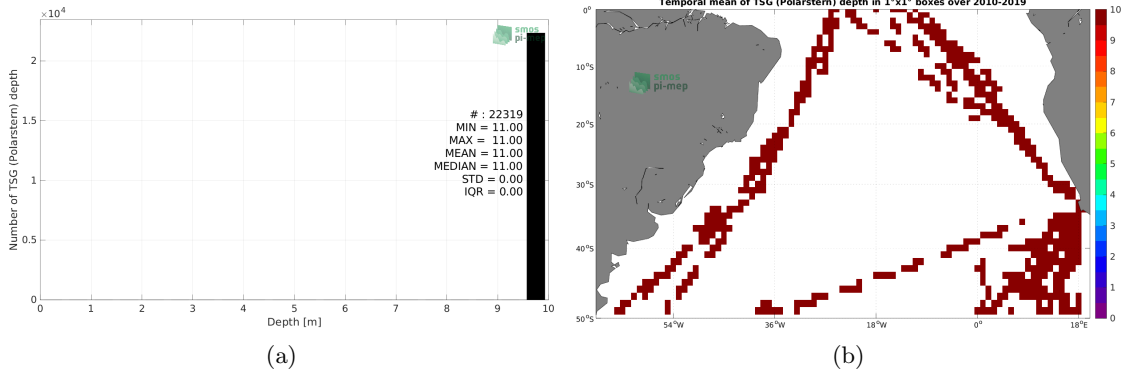 ×10⁴
smos
pi-mep
2
1.5
1
0.5
0
Number of TSG (Polarstern) depth
# : 22319
MIN = 11.00
MAX = 11.00
MEAN = 11.00
MEDIAN = 11.00
STD = 0.00
IQR = 0.00
0 1 2 3 4 5 6 7 8 9 10
Depth [m]
(a)
Temporal mean of TSG (Polarstern) depth in 1°x1° boxes over 2010-2019
smos
pi-mep
0°
10°S
20°S
30°S
40°S
50°S
54°W 36°W 18°W 0° 18°E
10
9
8
7
6
5
4
3
2
1
0
(b)